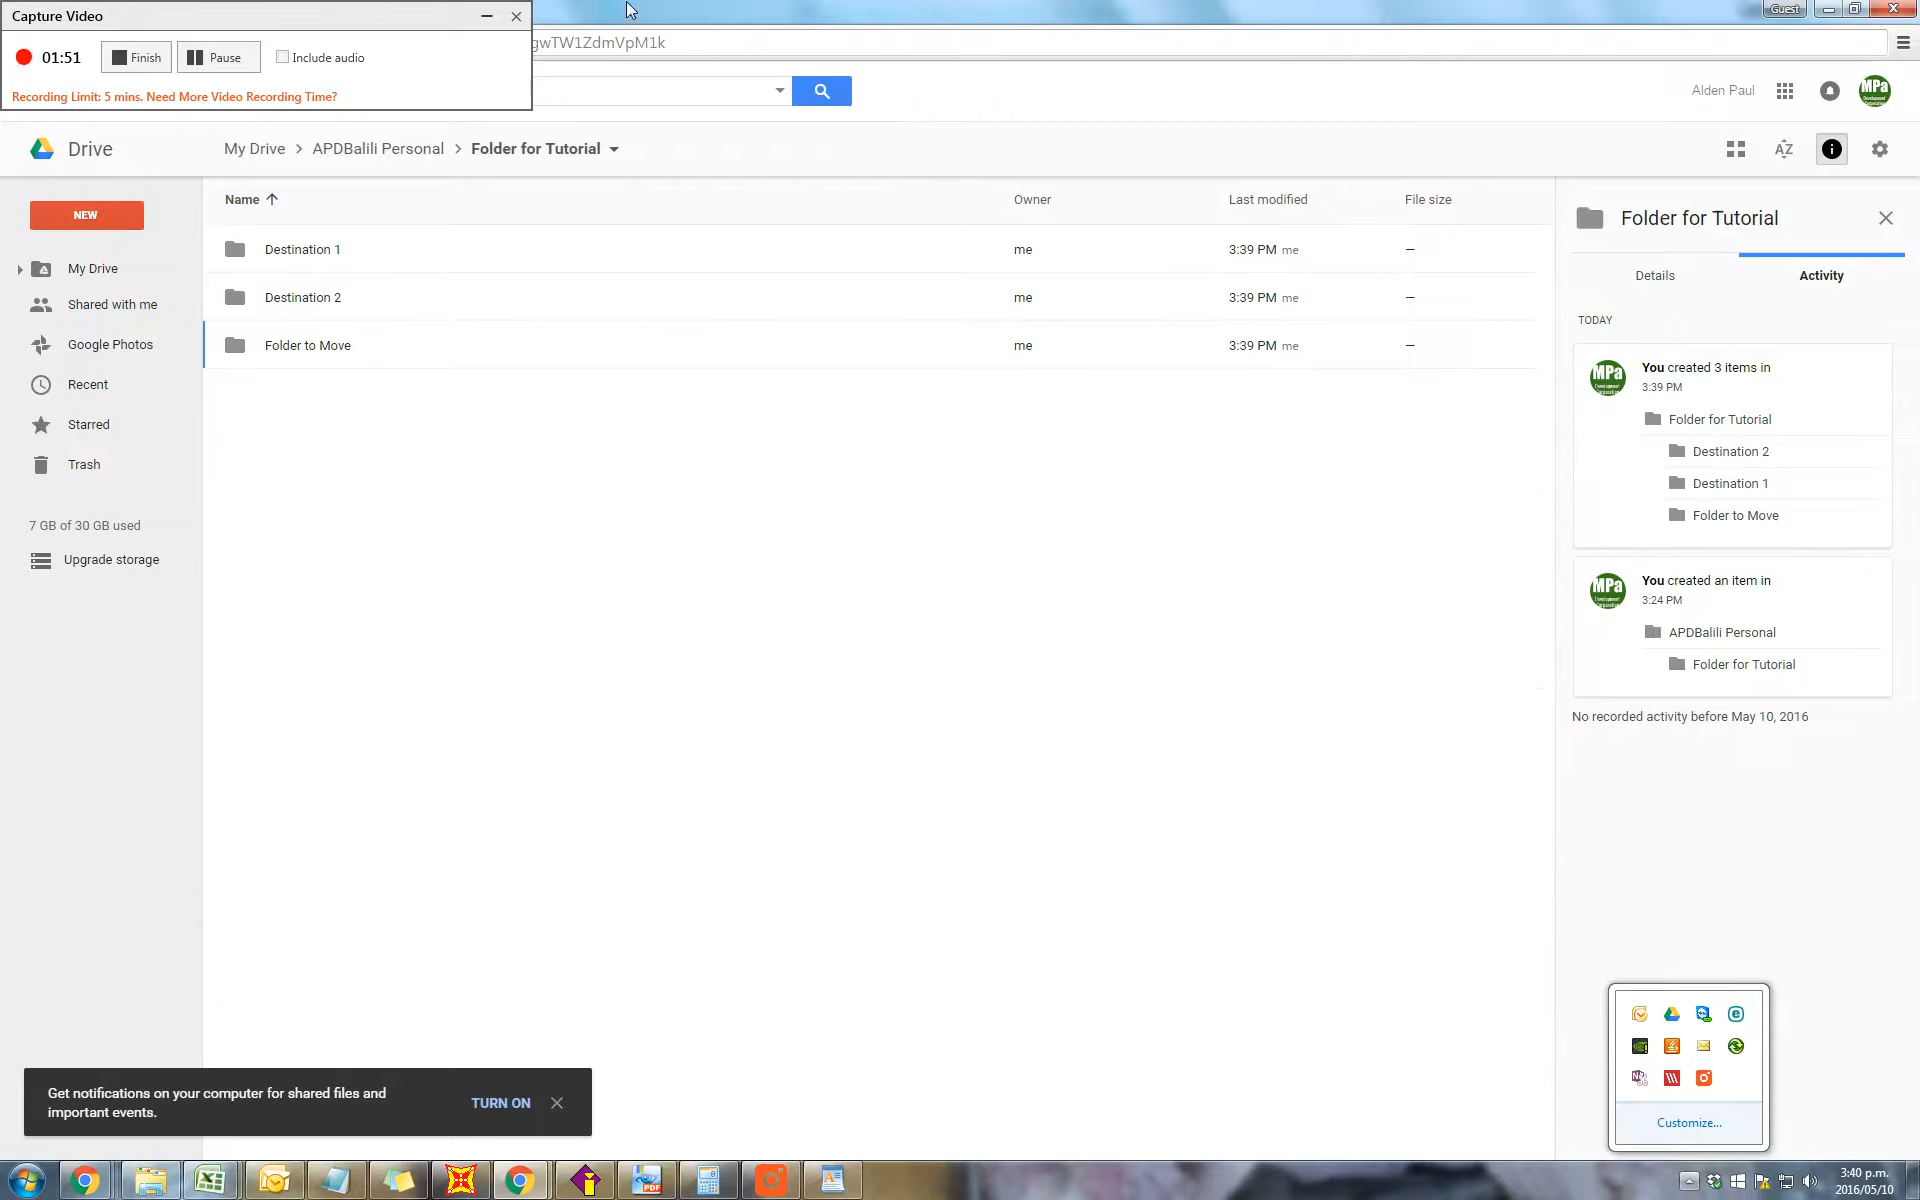 Capture Video
01:51
Finish
Pause
Include audio
Recording Limit: 5 mins. Need More Video Recording Time?
Guest
gwTW1ZdmVpM1k
Alden Paul
MPa
Drive
My Drive > APDBalili Personal > Folder for Tutorial
AZ
NEW
My Drive
Shared with me
Google Photos
Recent
Starred
Trash
7 GB of 30 GB used
Upgrade storage
Name Owner Last modified File size
Destination 1 me 3:39 PM me —
Destination 2 me 3:39 PM me —
Folder to Move me 3:39 PM me —
Folder for Tutorial
Details Activity
TODAY
MPa
You created 3 items in
3:39 PM
Folder for Tutorial
Destination 2
Destination 1
Folder to Move
MPa
You created an item in
3:24 PM
APDBalili Personal
Folder for Tutorial
No recorded activity before May 10, 2016
Get notifications on your computer for shared files and
important events.
TURN ON
Customize...
PDF
3:40 p.m.
2016/05/10